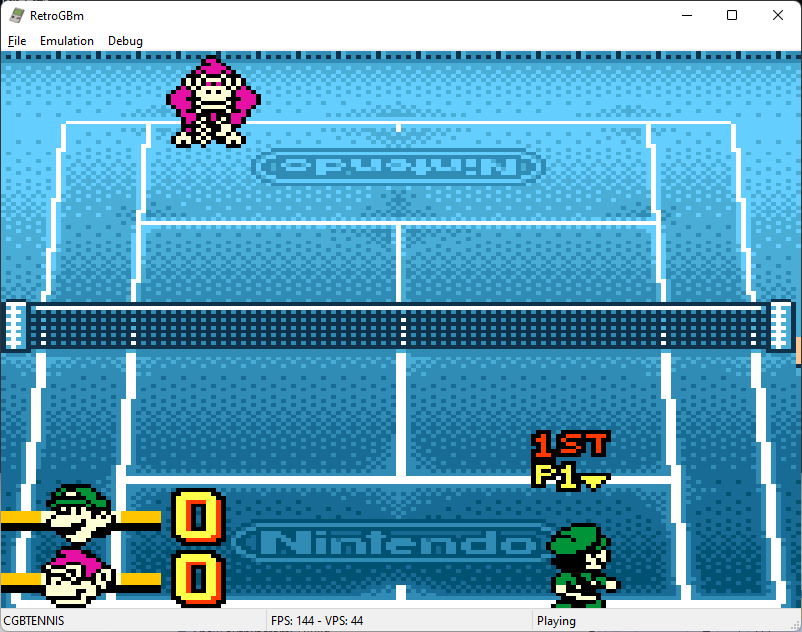 RetroGBm
File Emulation Debug
Nintendo
1ST
P1
0
Nintendo
0
CGBTENNIS FPS: 144 - VPS: 44 Playing